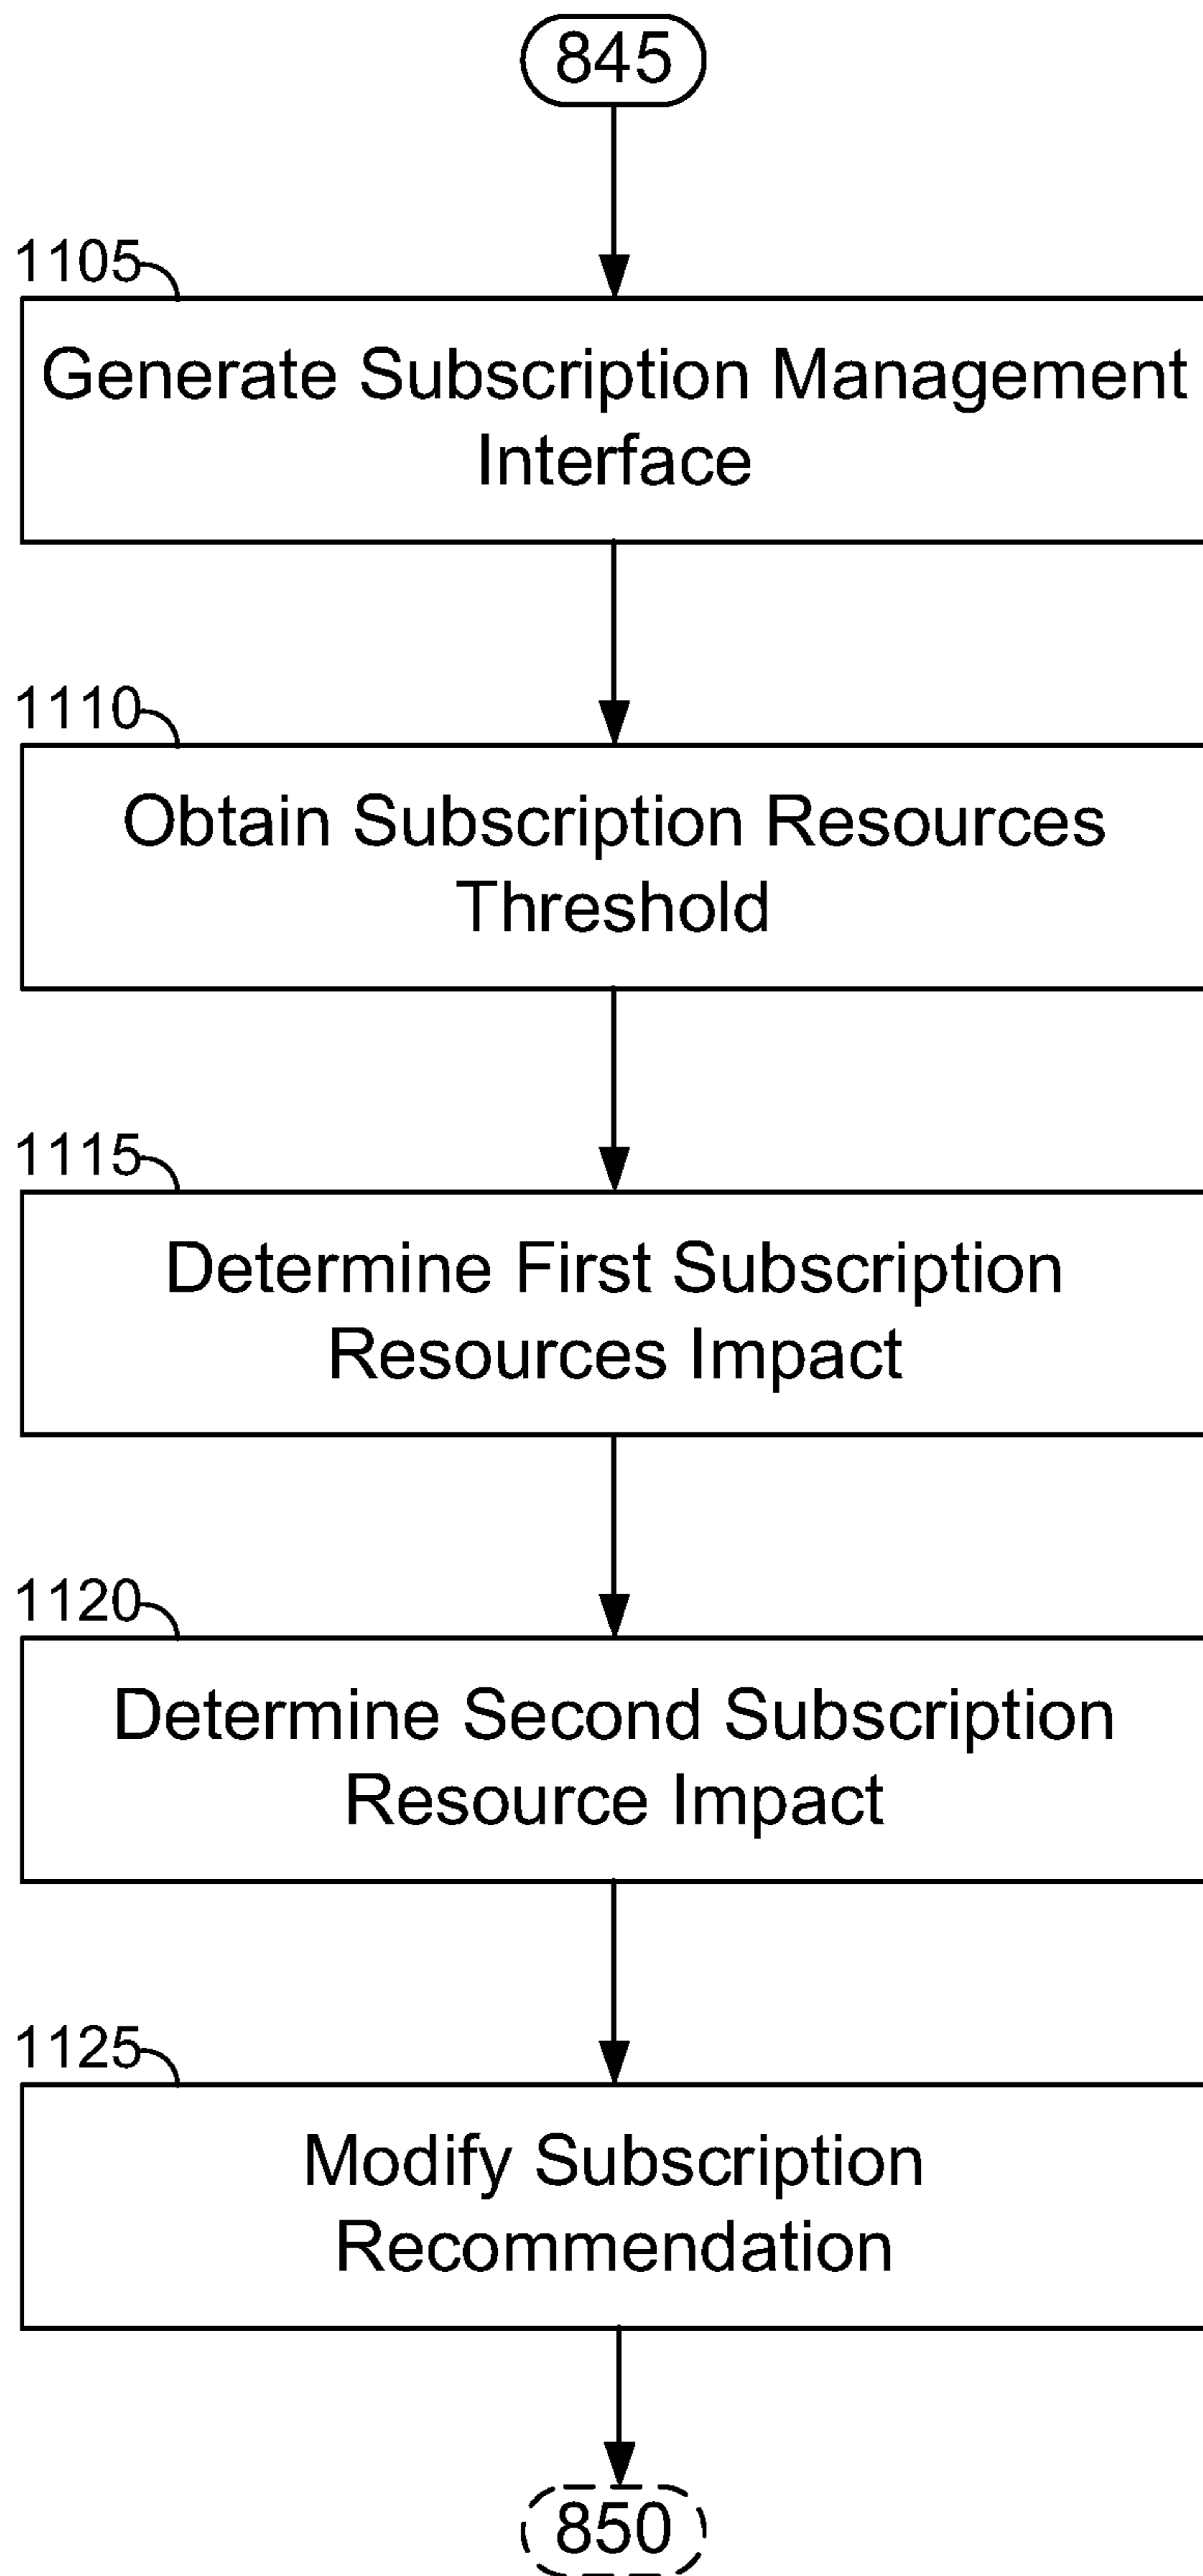 845
1105
Generate Subscription Management
Interface
1110
Obtain Subscription Resources
Threshold
1115
Determine First Subscription
Resources Impact
1120
Determine Second Subscription
Resource Impact
1125
Modify Subscription
Recommendation
850